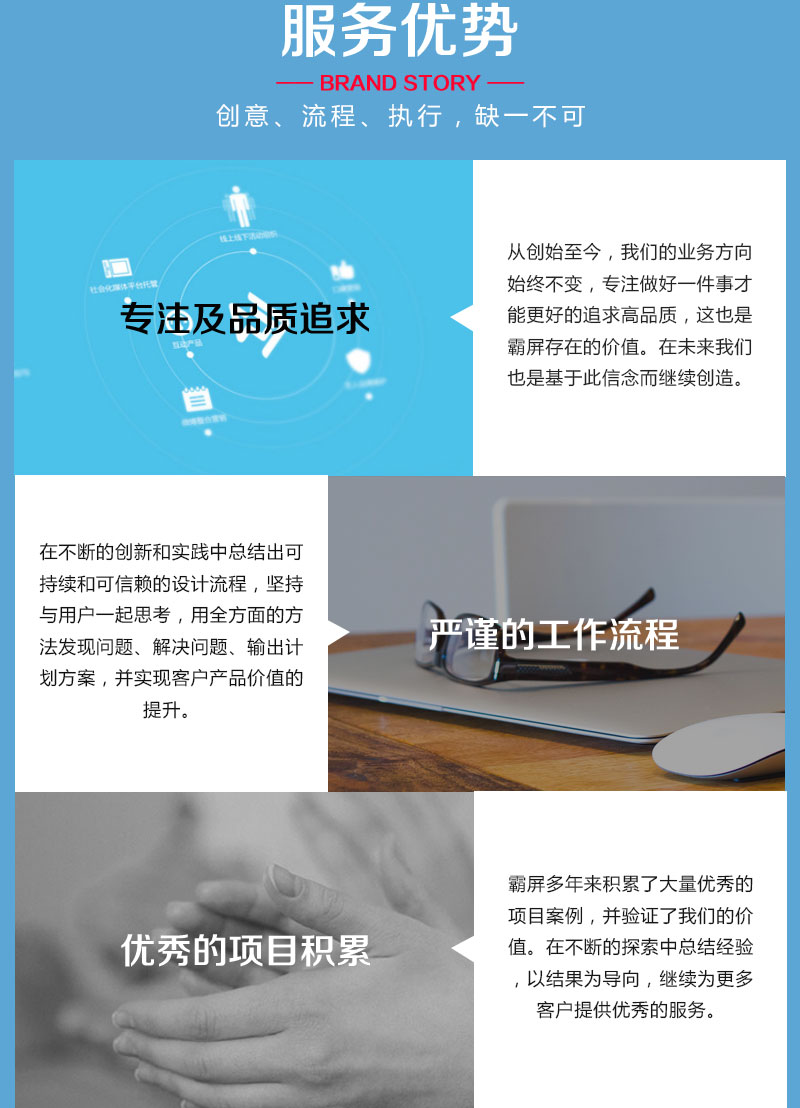 服务优势
BRAND STORY
创意、流程、执行，缺一不可
线上线下活动组织
社会化媒体平台托管
互动产品
微博整合营销
专注及品质追求
从创始至今，我们的业务方向
始终不变，专注做好一件事才
能更好的追求高品质，这也是
霸屏存在的价值。在未来我们
也是基于此信念而继续创造。
在不断的创新和实践中总结出可
持续和可信赖的设计流程，坚持
与用户一起思考，用全方面的方
法发现问题、解决问题、输出计
划方案，并实现客户产品价值的
提升。
严谨的工作流程
优秀的项目积累
霸屏多年来积累了大量优秀的
项目案例，并验证了我们的价
值。在不断的探索中总结经验
，以结果为导向，继续为更多
客户提供优秀的服务。